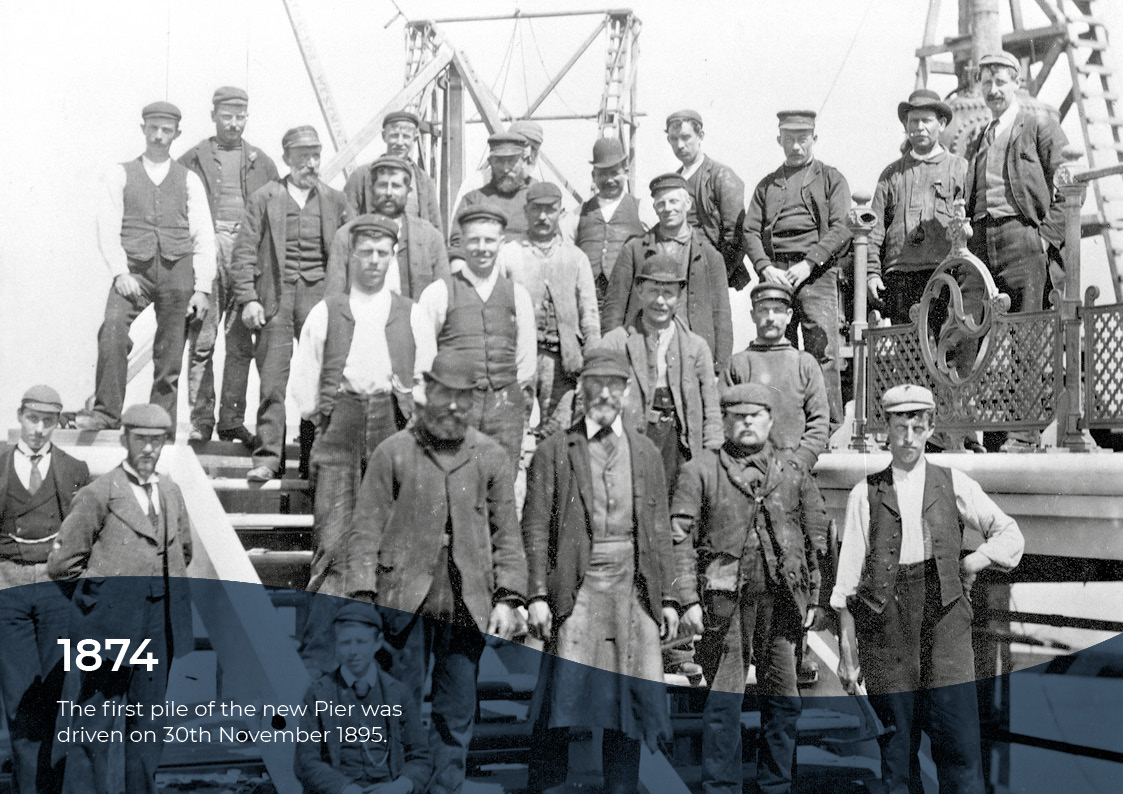 1874
The first pile of the new Pier was
driven on 30th November 1895.